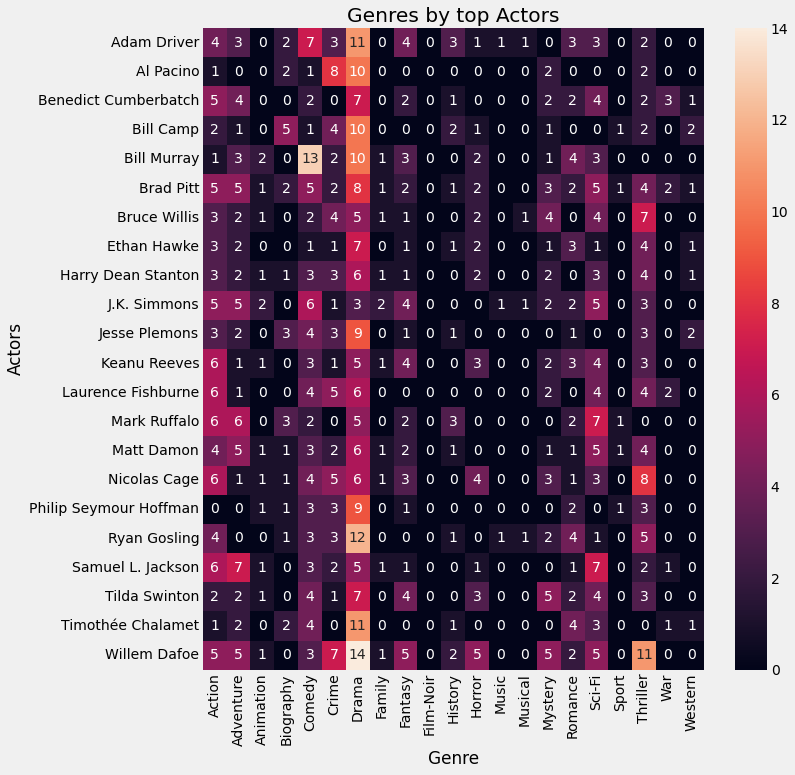 Genres by top Actors
Adam Driver 4 3 0 2 7 3 11 0 4 0 3 1 1 1 0 3 3 0 2 0 0
Al Pacino 1 0 0 2 1 8 10 0 0 0 0 0 0 0 2 0 0 0 2 0 0
Benedict Cumberbatch 5 4 0 0 2 0 7 0 2 0 1 0 0 0 2 2 4 0 2 3 1
Bill Camp 2 1 0 5 1 4 10 0 0 0 2 1 0 0 1 0 0 1 2 0 2
Bill Murray 1 3 2 0 13 2 10 1 3 0 0 2 0 0 1 4 3 0 0 0 0
Brad Pitt 5 5 1 2 5 2 8 1 2 0 1 2 0 0 3 2 5 1 4 2 1
Bruce Willis 3 2 1 0 2 4 5 1 1 0 0 2 0 1 4 0 4 0 7 0 0
Ethan Hawke 3 2 0 0 1 1 7 0 1 0 1 2 0 0 1 3 1 0 4 0 1
Harry Dean Stanton 3 2 1 1 3 3 6 1 1 0 0 2 0 0 2 0 3 0 4 0 1
J.K. Simmons 5 5 2 0 6 1 3 2 4 0 0 0 1 1 2 2 5 0 3 0 0
Jesse Plemons 3 2 0 3 4 3 9 0 1 0 1 0 0 0 0 1 0 0 3 0 2
Keanu Reeves 6 1 1 0 3 1 5 1 4 0 0 3 0 0 2 3 4 0 3 0 0
Laurence Fishburne 6 1 0 0 4 5 6 0 0 0 0 0 0 0 2 0 4 0 4 2 0
Mark Ruffalo 6 6 0 3 2 0 5 0 2 0 3 0 0 0 0 2 7 1 0 0 0
Matt Damon 4 5 1 1 3 2 6 1 2 0 1 0 0 0 1 1 5 1 4 0 0
Nicolas Cage 6 1 1 1 4 5 6 1 3 0 0 4 0 0 3 1 3 0 8 0 0
Philip Seymour Hoffman 0 0 1 1 3 3 9 0 1 0 0 0 0 0 0 2 0 1 3 0 0
Ryan Gosling 4 0 0 1 3 3 12 0 0 0 1 0 1 1 2 4 1 0 5 0 0
Samuel L. Jackson 6 7 1 0 3 2 5 1 1 0 0 1 0 0 0 1 7 0 2 1 0
Tilda Swinton 2 2 1 0 4 1 7 0 4 0 0 3 0 0 5 2 4 0 3 0 0
Timothée Chalamet 1 2 0 2 4 0 11 0 0 0 1 0 0 0 0 4 3 0 0 1 1
Willem Dafoe 5 5 1 0 3 7 14 1 5 0 2 5 0 0 5 2 5 0 11 0 0
Action Adventure Animation Biography Comedy Crime Drama Family Fantasy Film-Noir History Horror Music Musical Mystery Romance Sci-Fi Sport Thriller War Western
Genre
Actors
14
12
10
8
6
4
2
0